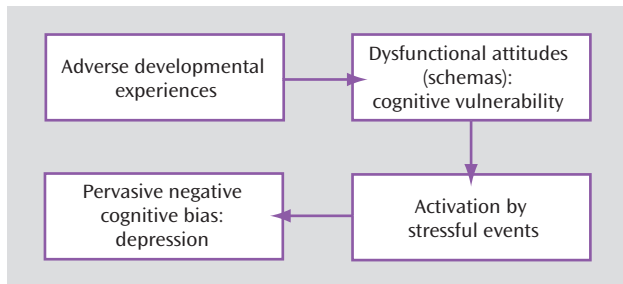 Adverse developmental
experiences
Dysfunctional attitudes
(schemas):
cognitive vulnerability
Activation by
stressful events
Pervasive negative
cognitive bias:
depression